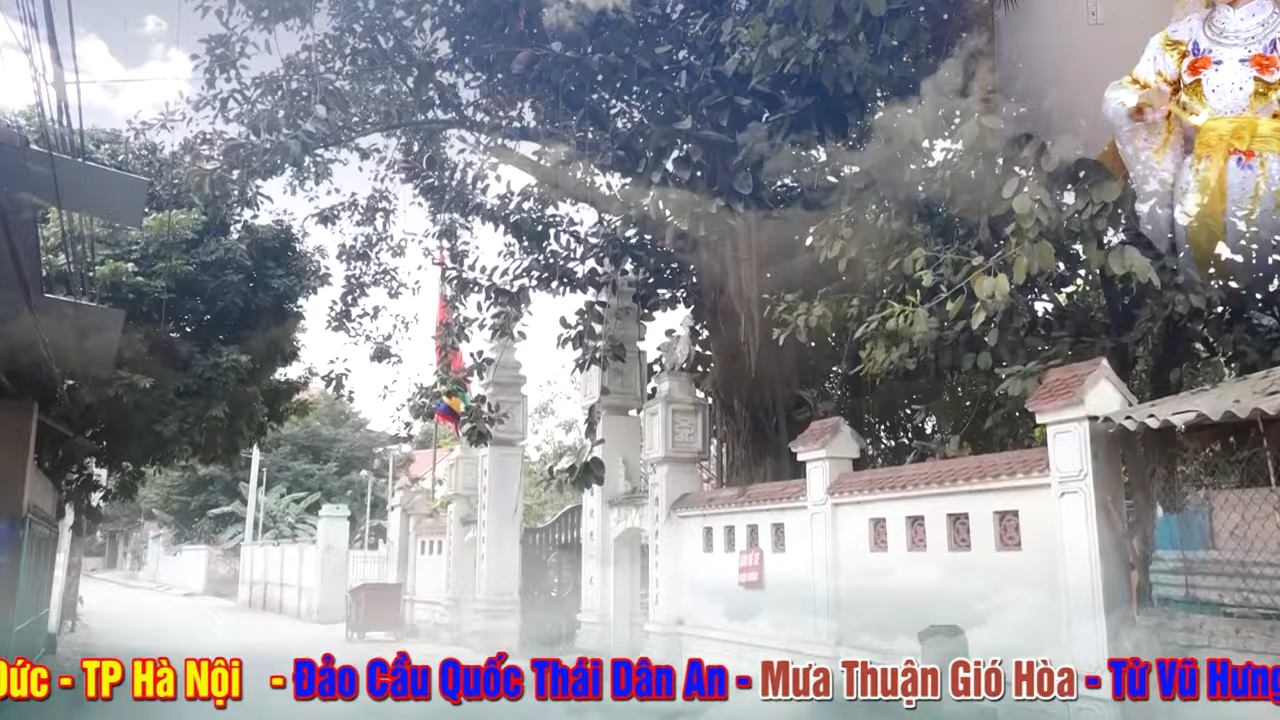 Đức - TP Hà Nội - Đảo Cầu Quốc Thái Dân An - Mưa Thuận Gió Hòa - Từ Vũ Hưng